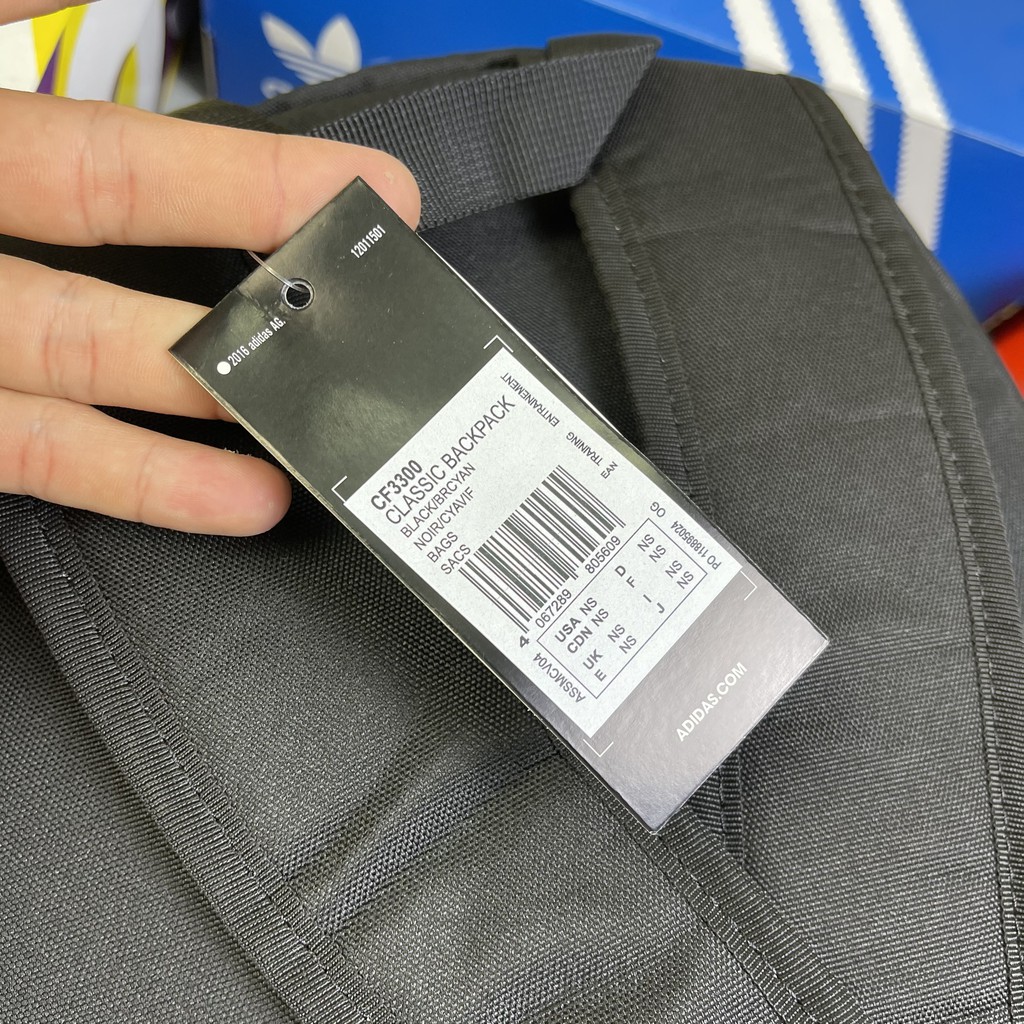 12011501
2016 adidas AG.
CF3300
CLASSIC BACKPACK
BLACK/BRCYAN
NOIR/CYAVIF
BAGS
SACS
ENTRAINEMENT
TRAINING
EAN
4 067289 805609
USA NS D NS
CDN NS F NS
UK NS I NS
E NS J NS
ASSMCV04
PO 118985024 OG
ADIDAS.COM